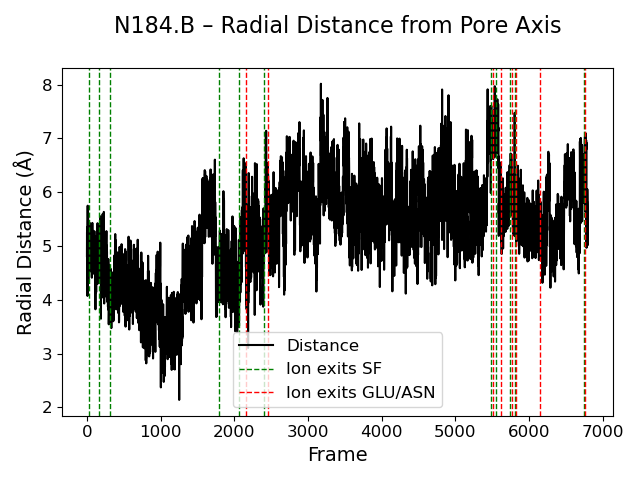 N184.B – Radial Distance from Pore Axis
Radial Distance (Å)
8
7
6
5
4
3
2
Distance
Ion exits SF
Ion exits GLU/ASN
0 1000 2000 3000 4000 5000 6000 7000
Frame